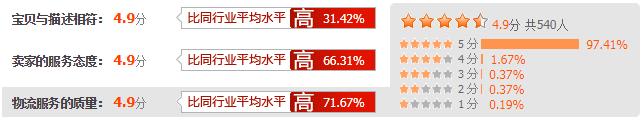 宝贝与描述相符： 4.9分 比同行业平均水平 高 31.42%
卖家的服务态度： 4.9分 比同行业平均水平 高 66.31%
物流服务的质量： 4.9分 比同行业平均水平 高 71.67%
4.9分 共540人
5分 97.41%
4分 1.67%
3分 0.37%
2分 0.37%
1分 0.19%